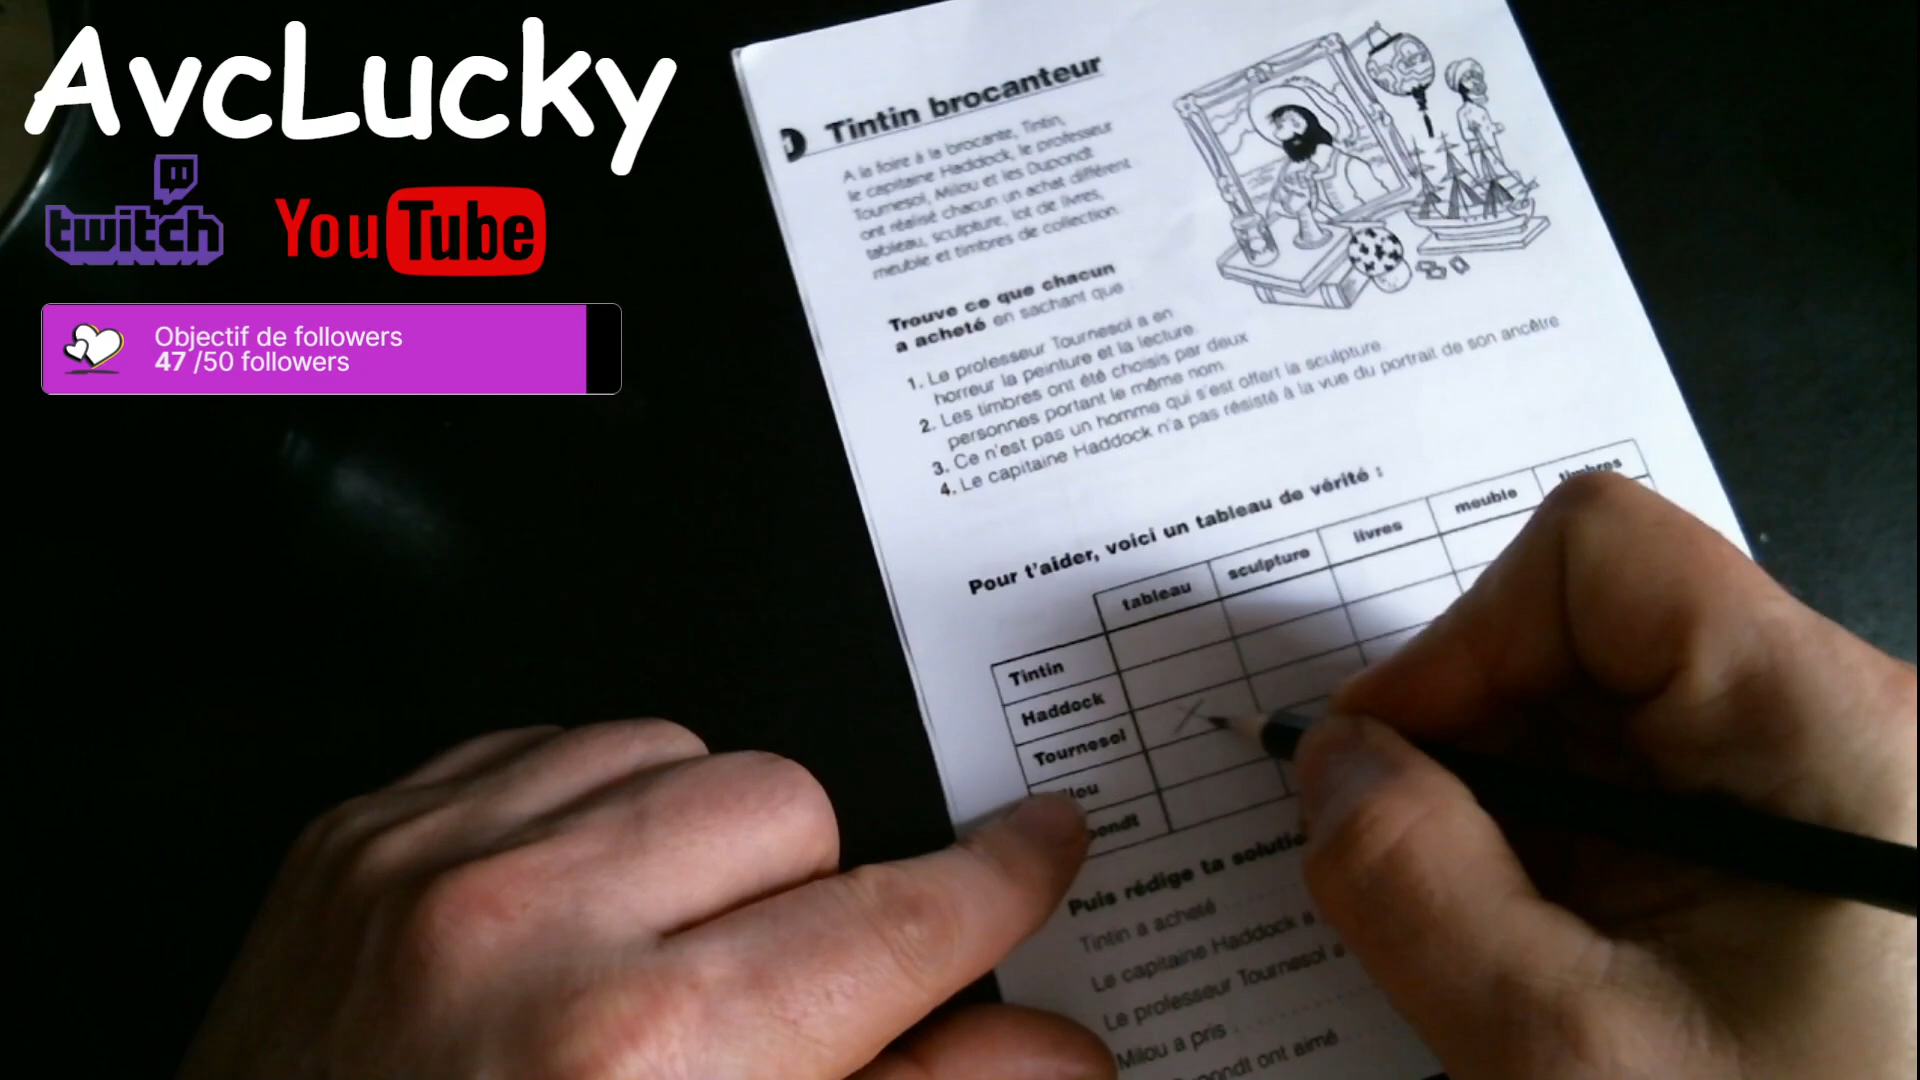 AvcLucky
twitch
YouTube
Objectif de followers
47 /50 followers
Tintin brocanteur
A la foire à la brocante, Tintin,
le capitaine Haddock, le professeur
Tournesol, Milou et les Dupondt
ont réalisé chacun un achat différent
tableau, sculpture, lot de livres,
meuble et timbres de collection.
Trouve ce que chacun
a acheté en sachant que
1. Le professeur Tournesol a en
horreur la peinture et la lecture.
2. Les timbres ont été choisis par deux
personnes portant le même nom.
3. Ce n'est pas un homme qui s'est offert la sculpture.
4. Le capitaine Haddock n'a pas résisté à la vue du portrait de son ancêtre
Pour t'aider, voici un tableau de vérité :
tableau sculpture livres meuble timbres
Tintin
Haddock
Tournesol
lou
pondt
Puis rédige ta solutio
Tintin a acheté
Le capitaine Haddock a
Le professeur Tournesol a
Milou a pris
pondt ont aimé